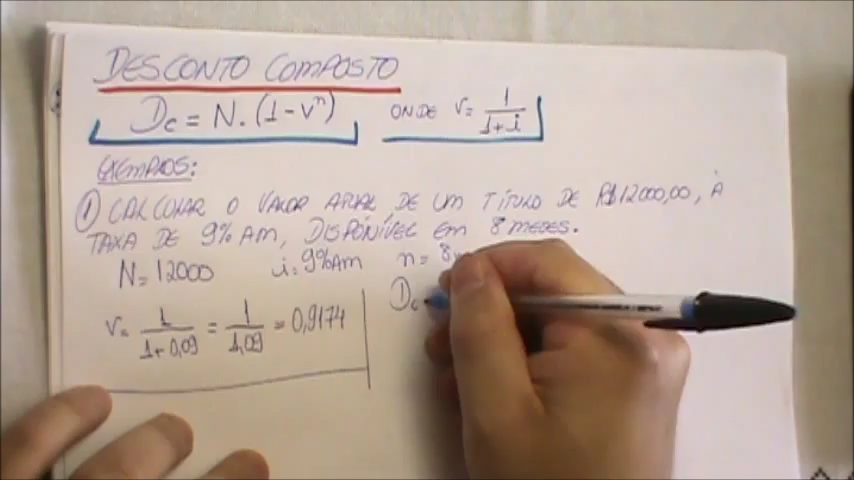 DESCONTO COMPOSTO
Dc = N. (1 - vⁿ) ONDE v = 1/1+i
EXEMPLOS:
1 CALCULAR O VALOR ATUAL DE UM TÍTULO DE R$12000,00, À
TAXA DE 9% AM, DISPÓNÍVEL EM 8 MESES.
N = 12000 i = 9% AM n = 8
v = 1/1+0,09 = 1/1,09 = 0,9174
Dc